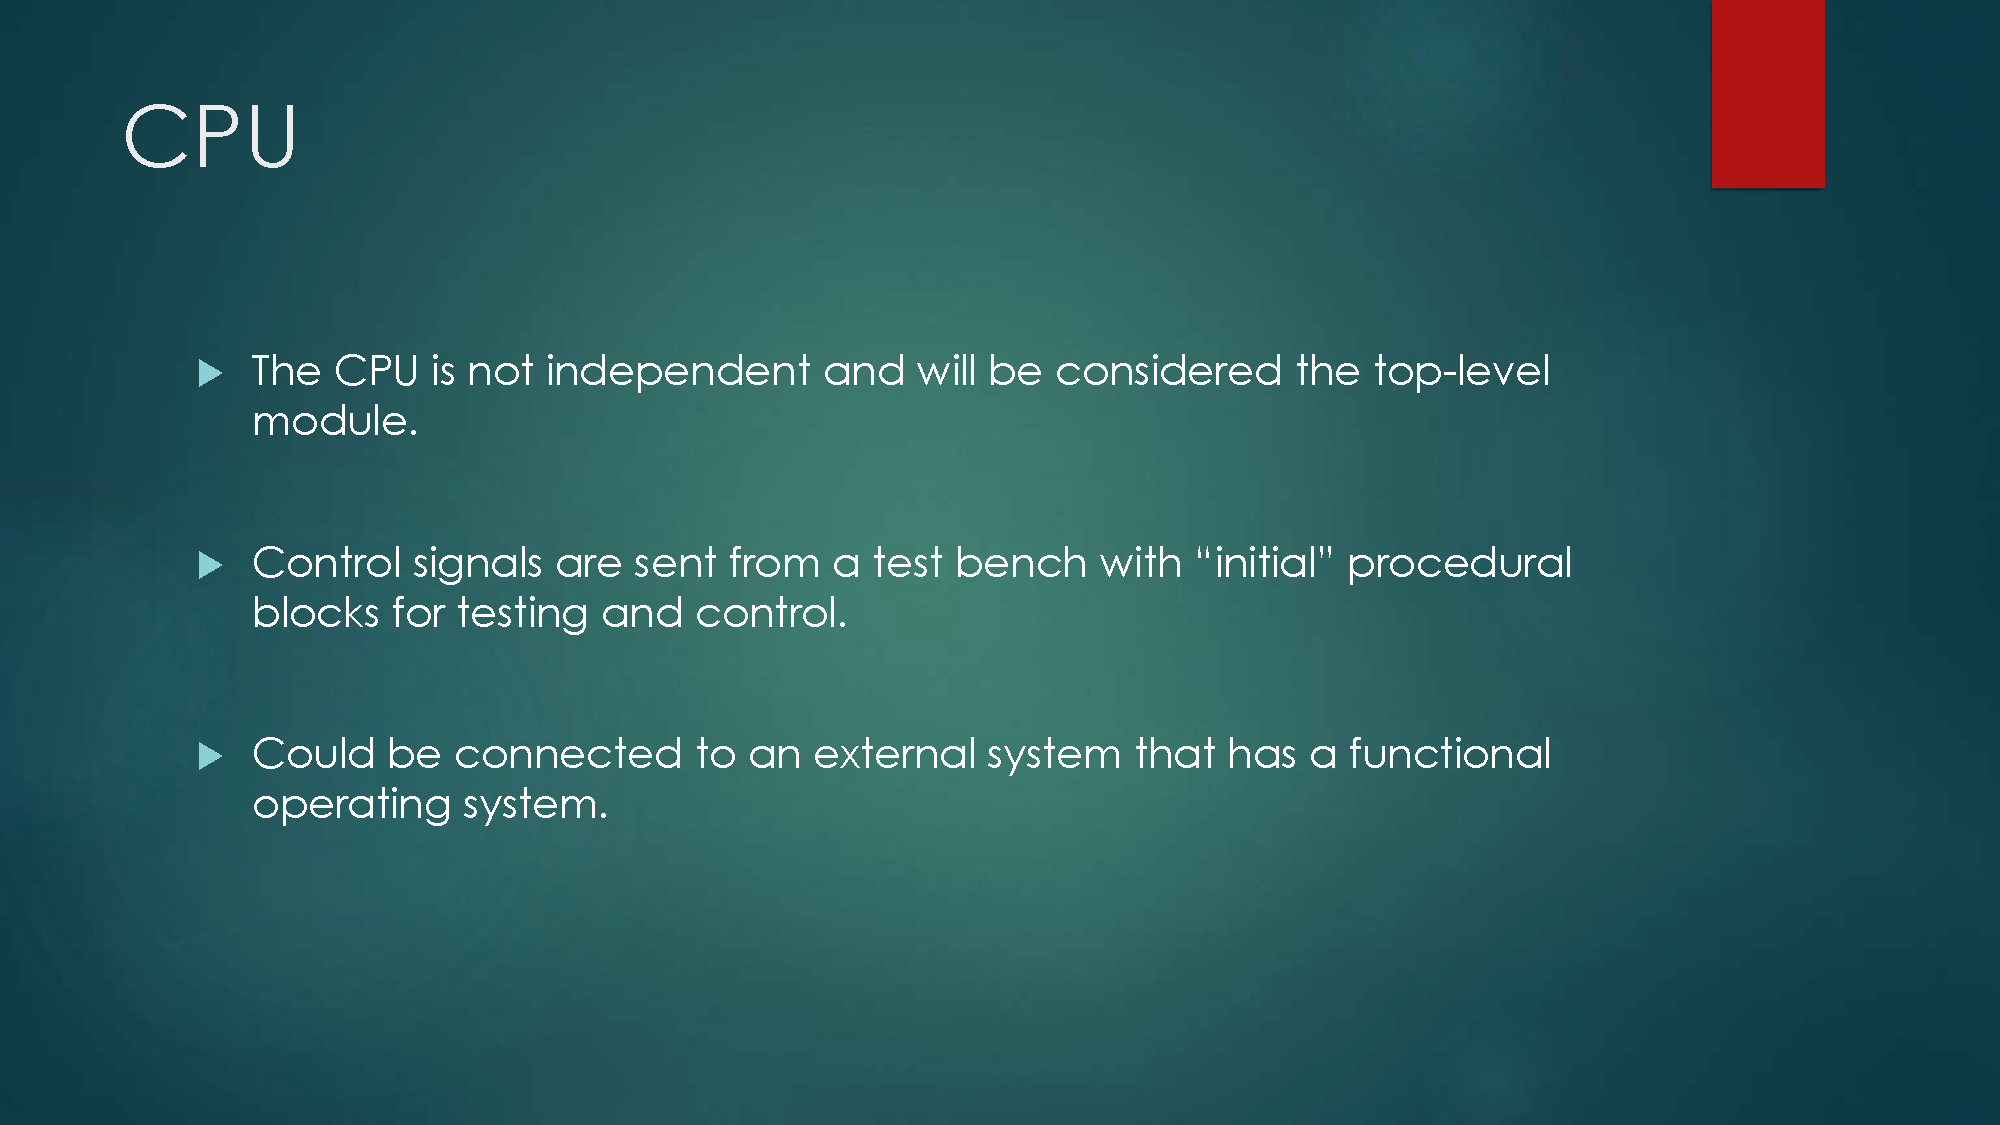 CPU
The CPU is not independent and will be considered the top-level
module.
Control signals are sent from a test bench with “initial” procedural
blocks for testing and control.
Could be connected to an external system that has a functional
operating system.